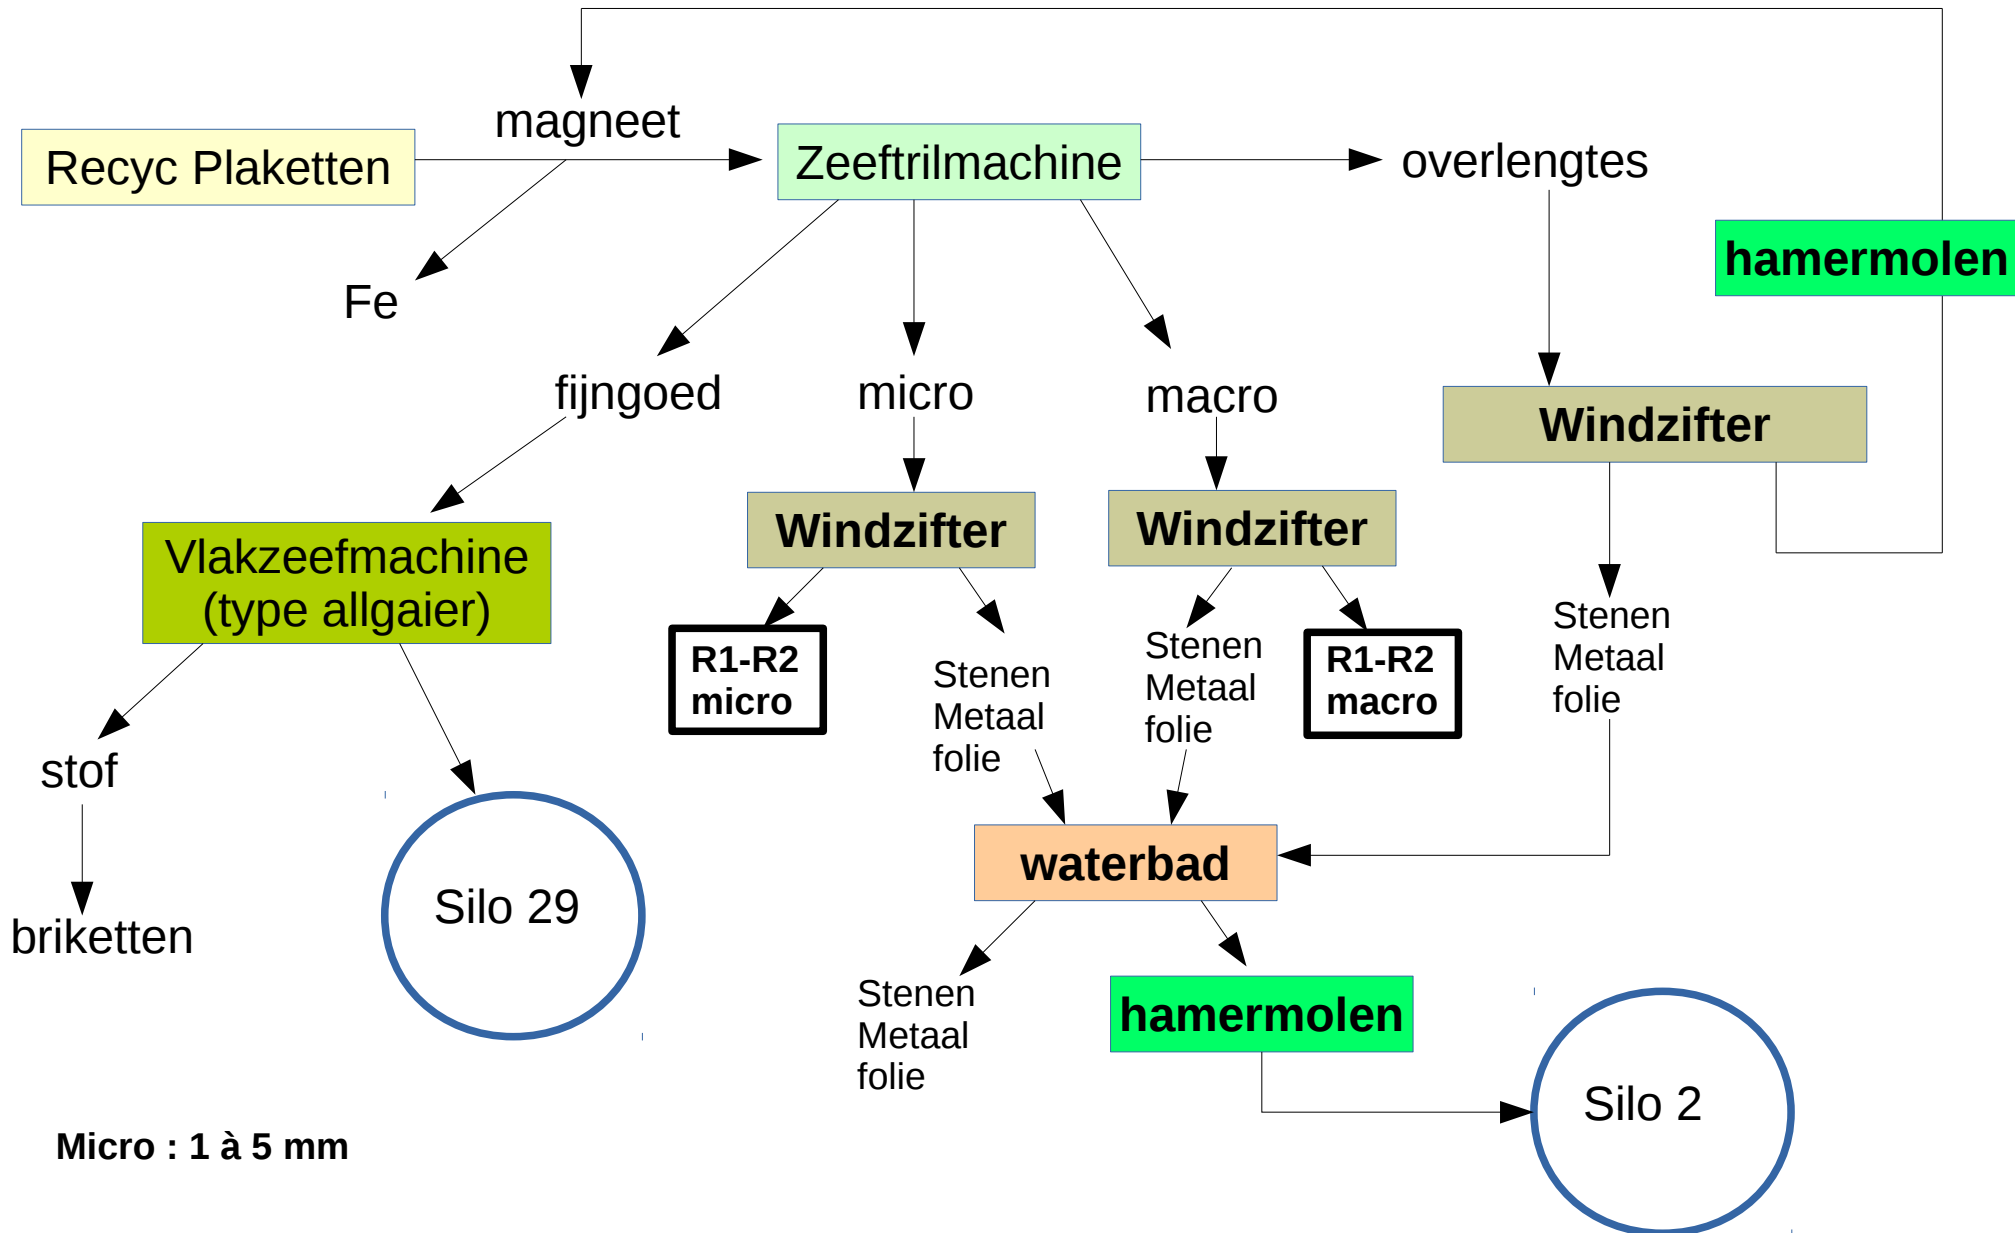 magneet
Recyc Plaketten
Zeeftrilmachine
overlengtes
hamermolen
Fe
fijngoed
micro
macro
Windzifter
Windzifter
Windzifter
Vlakzeefmachine
(type allgaier)
R1-R2
micro
Stenen
Metaal
folie
Stenen
Metaal
folie
R1-R2
macro
Stenen
Metaal
folie
stof
briketten
Silo 29
waterbad
Stenen
Metaal
folie
hamermolen
Silo 2
Micro : 1 à 5 mm